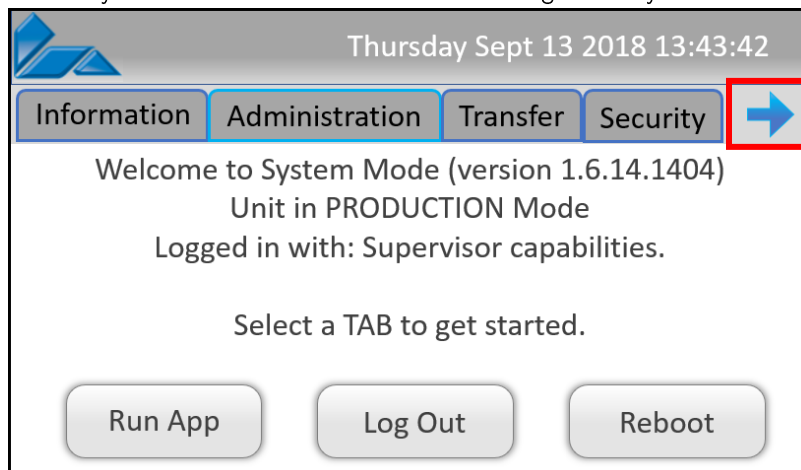 Thursday Sept 13 2018 13:43:42
Information Administration Transfer Security
Welcome to System Mode (version 1.6.14.1404)
Unit in PRODUCTION Mode
Logged in with: Supervisor capabilities.
Select a TAB to get started.
Run App Log Out Reboot